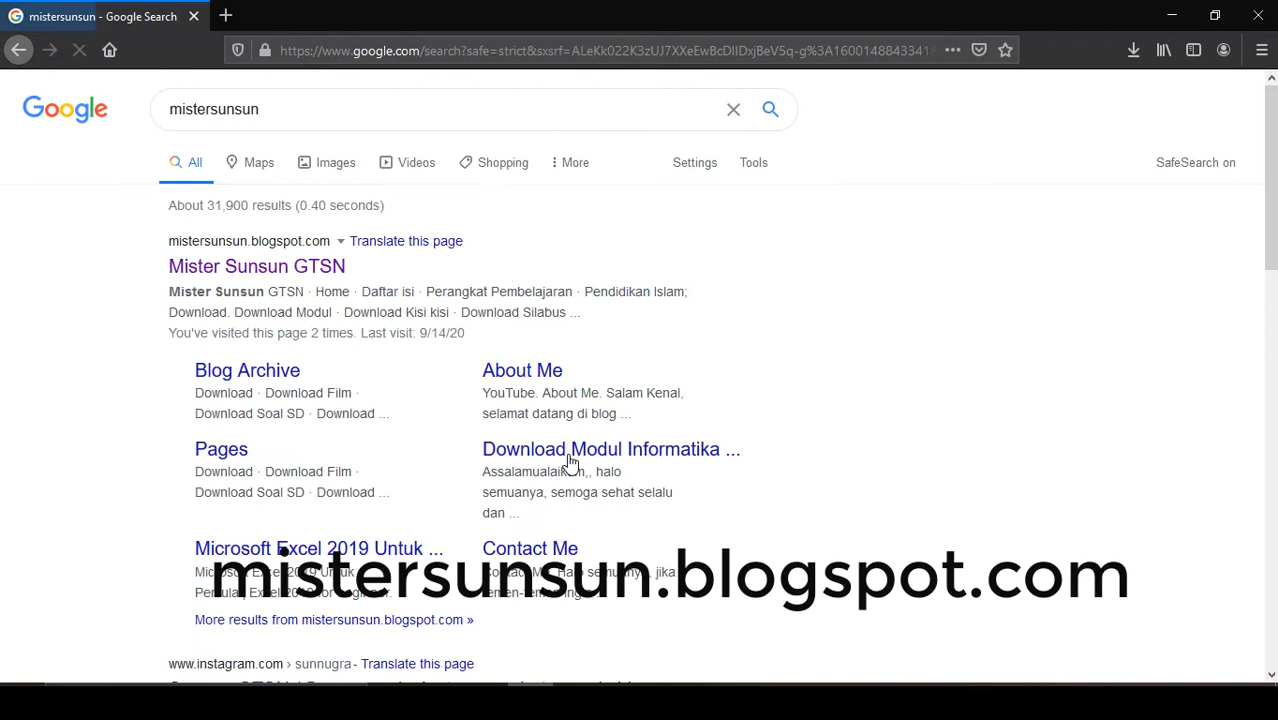 mistersunsun - Google Search
https://www.google.com/search?safe=strict&sxsrf=ALeKk022K3zUJ7XXeEwBcDIIDxjBeV5q-g%3A1600148843341
Google
mistersunsun
All
Maps
Images
Videos
Shopping
More
Settings
Tools
SafeSearch on
About 31,900 results (0.40 seconds)
mistersunsun.blogspot.com
Translate this page
Mister Sunsun GTSN
Mister Sunsun GTSN · Home · Daftar isi · Perangkat Pembelajaran · Pendidikan Islam;
Download. Download Modul · Download Kisi kisi · Download Silabus ...
You've visited this page 2 times. Last visit: 9/14/20
Blog Archive
Download · Download Film ·
Download Soal SD · Download ...
About Me
YouTube. About Me. Salam Kenal,
selamat datang di blog ...
Pages
Download · Download Film ·
Download Soal SD · Download ...
Download Modul Informatika ...
Assalamualaikum,, halo
semuanya, semoga sehat selalu
dan ...
Microsoft Excel 2019 Untuk ...
Contact Me
mistersunsun.blogspot.com
More results from mistersunsun.blogspot.com »
www.instagram.com › sunnugra - Translate this page